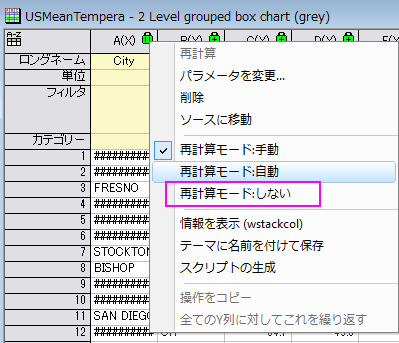 USMeanTempera - 2 Level grouped box chart (grey)
A(X)
ロングネーム City
単位
フィルタ
カテゴリー
1 #########
2 #########
3 FRESNO
4 #########
5 #########
6 #########
7 STOCKTON
8 BISHOP
9 #########
10 #########
11 SAN DIEGO
12 #########
再計算
パラメータを変更...
削除
ソースに移動
再計算モード:手動
再計算モード:自動
再計算モード:しない
情報を表示 (wstackcol)
テーマに名前を付けて保存
スクリプトの生成
操作をコピー
全てのY列に対してこれを繰り返す